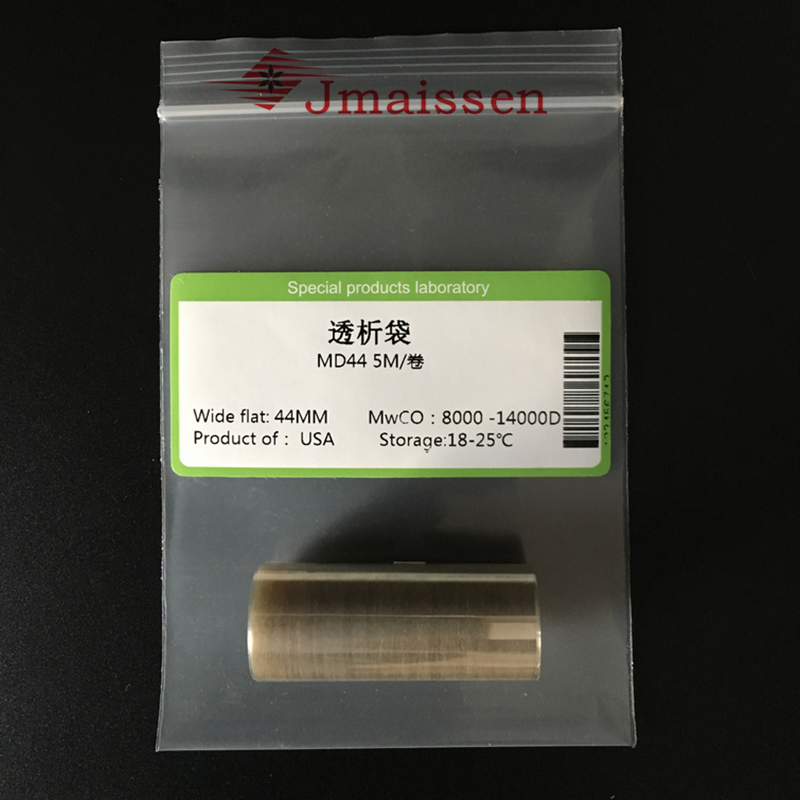 Jmaissen
Special products laboratory
透析袋
MD44 5M/卷
Wide flat: 44MM MwCO：8000 -14000D
Product of： USA Storage:18-25℃